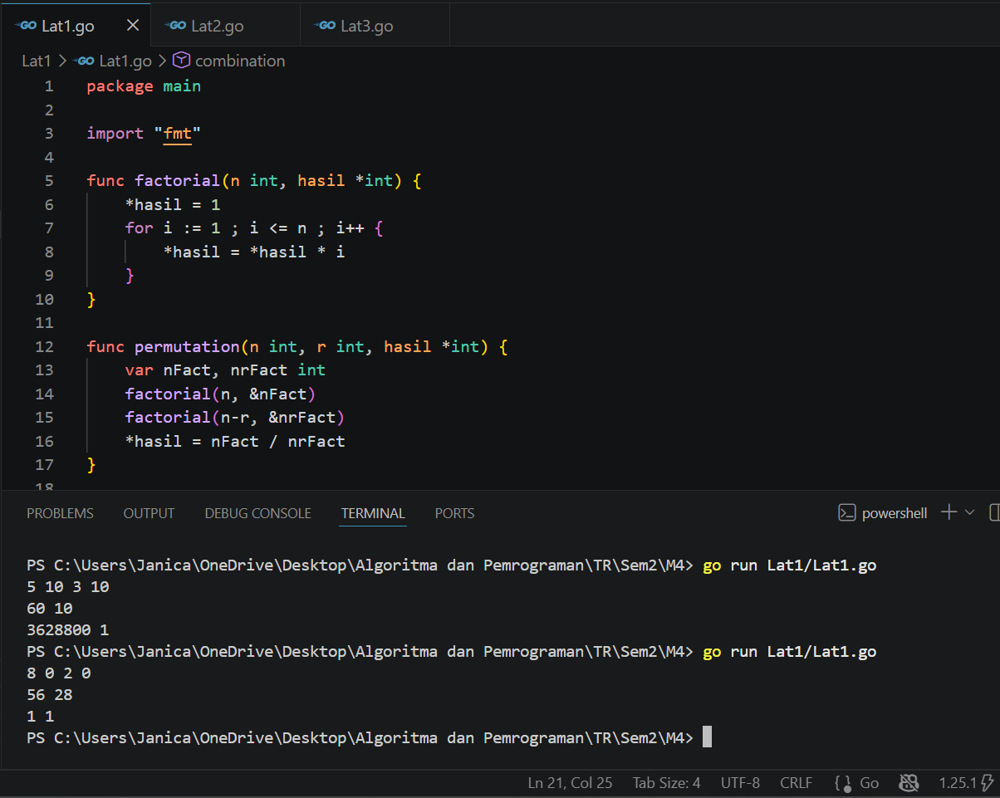 GO Lat1.go × GO Lat2.go GO Lat3.go
Lat1 > GO Lat1.go > combination
1 package main
2
3 import "fmt"
4
5 func factorial(n int, hasil *int) {
6 *hasil = 1
7 for i := 1 ; i <= n ; i++ {
8 *hasil = *hasil * i
9 }
10 }
11
12 func permutation(n int, r int, hasil *int) {
13 var nFact, nrFact int
14 factorial(n, &nFact)
15 factorial(n-r, &nrFact)
16 *hasil = nFact / nrFact
17 }
18
PROBLEMS OUTPUT DEBUG CONSOLE TERMINAL PORTS powershell
PS C:\Users\Janica\OneDrive\Desktop\Algoritma dan Pemrograman\TR\Sem2\M4> go run Lat1/Lat1.go
5 10 3 10
60 10
3628800 1
PS C:\Users\Janica\OneDrive\Desktop\Algoritma dan Pemrograman\TR\Sem2\M4> go run Lat1/Lat1.go
8 0 2 0
56 28
1 1
PS C:\Users\Janica\OneDrive\Desktop\Algoritma dan Pemrograman\TR\Sem2\M4>
Ln 21, Col 25 Tab Size: 4 UTF-8 CRLF {} Go 1.25.1